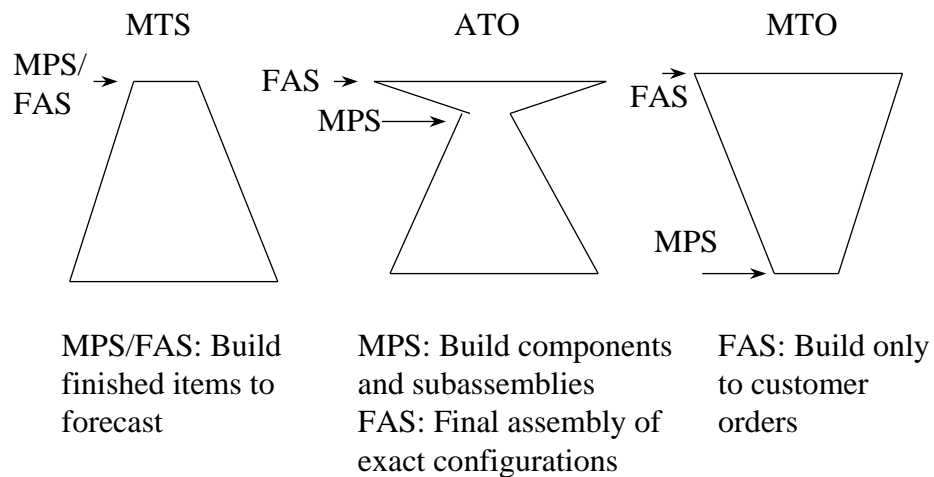 MTS
ATO
MTO
MPS/
FAS
FAS
MPS
FAS
MPS
MPS/FAS: Build
finished items to
forecast
MPS: Build components
and subassemblies
FAS: Final assembly of
exact configurations
FAS: Build only
to customer
orders